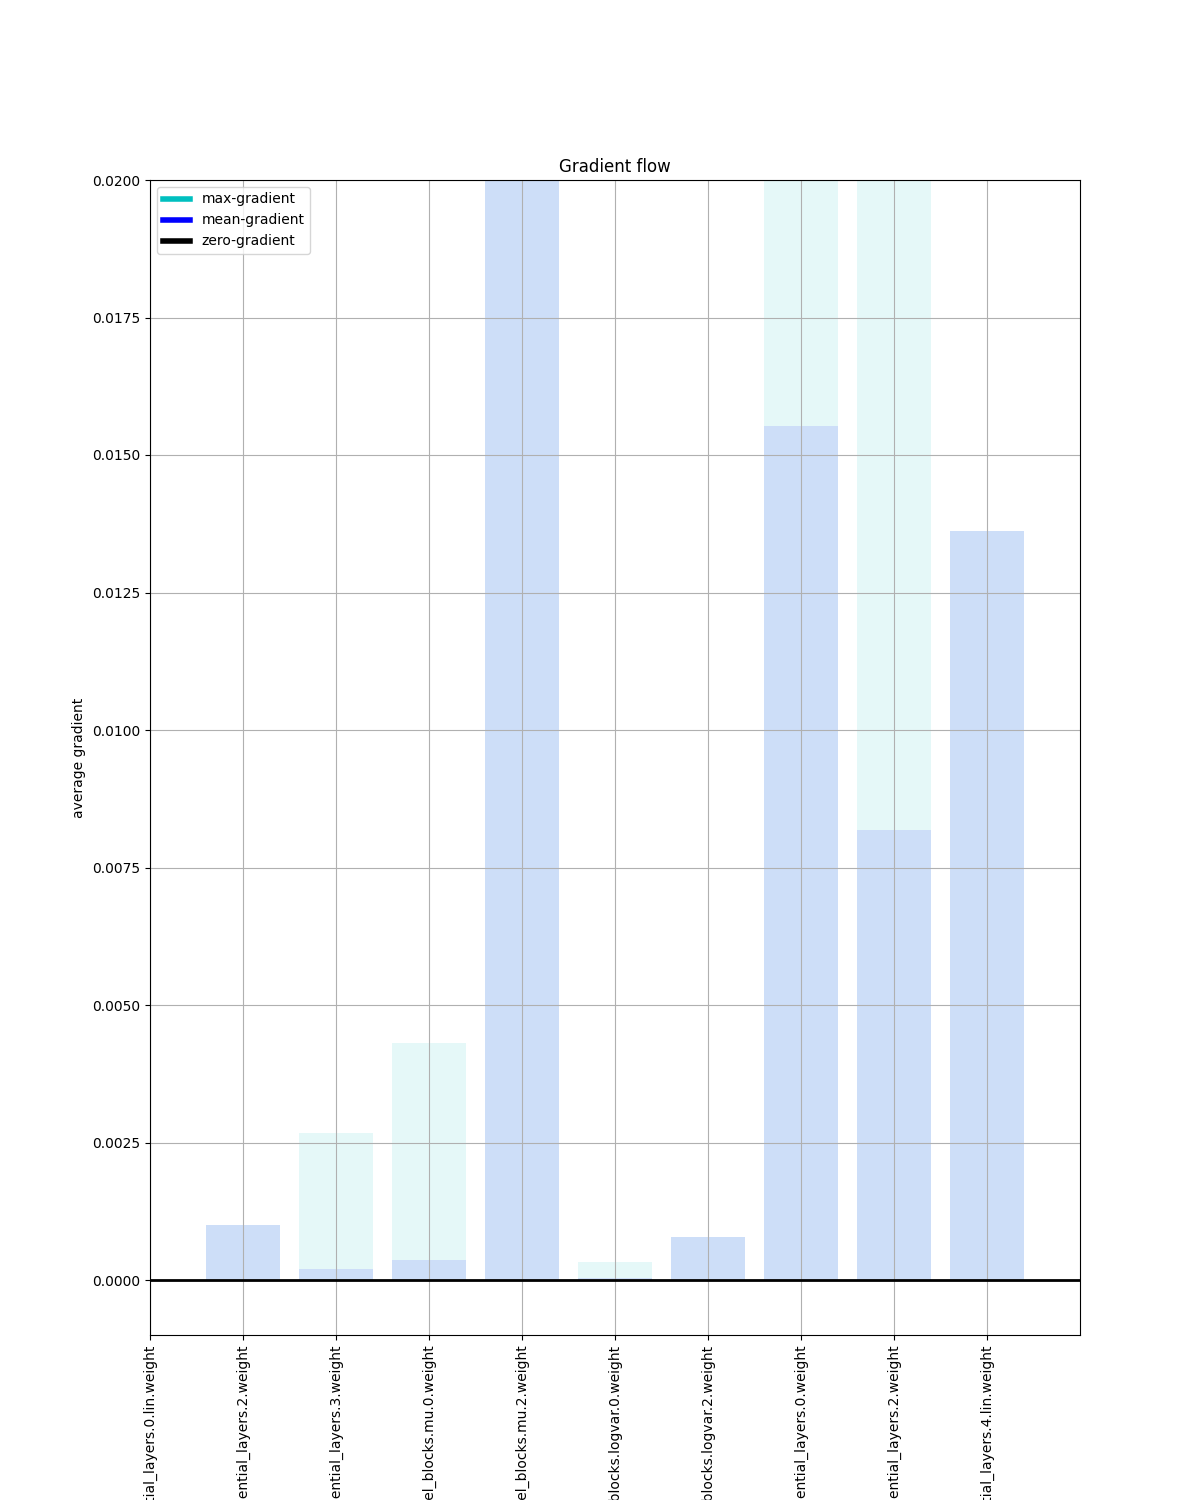 Gradient flow
max-gradient
mean-gradient
zero-gradient
0.0200
0.0175
0.0150
0.0125
0.0100
0.0075
0.0050
0.0025
0.0000
average gradient
tial_layers.0.lin.weight
ential_layers.2.weight
ential_layers.3.weight
el_blocks.mu.0.weight
el_blocks.mu.2.weight
blocks.logvar.0.weight
blocks.logvar.2.weight
ential_layers.0.weight
ential_layers.2.weight
tial_layers.4.lin.weight